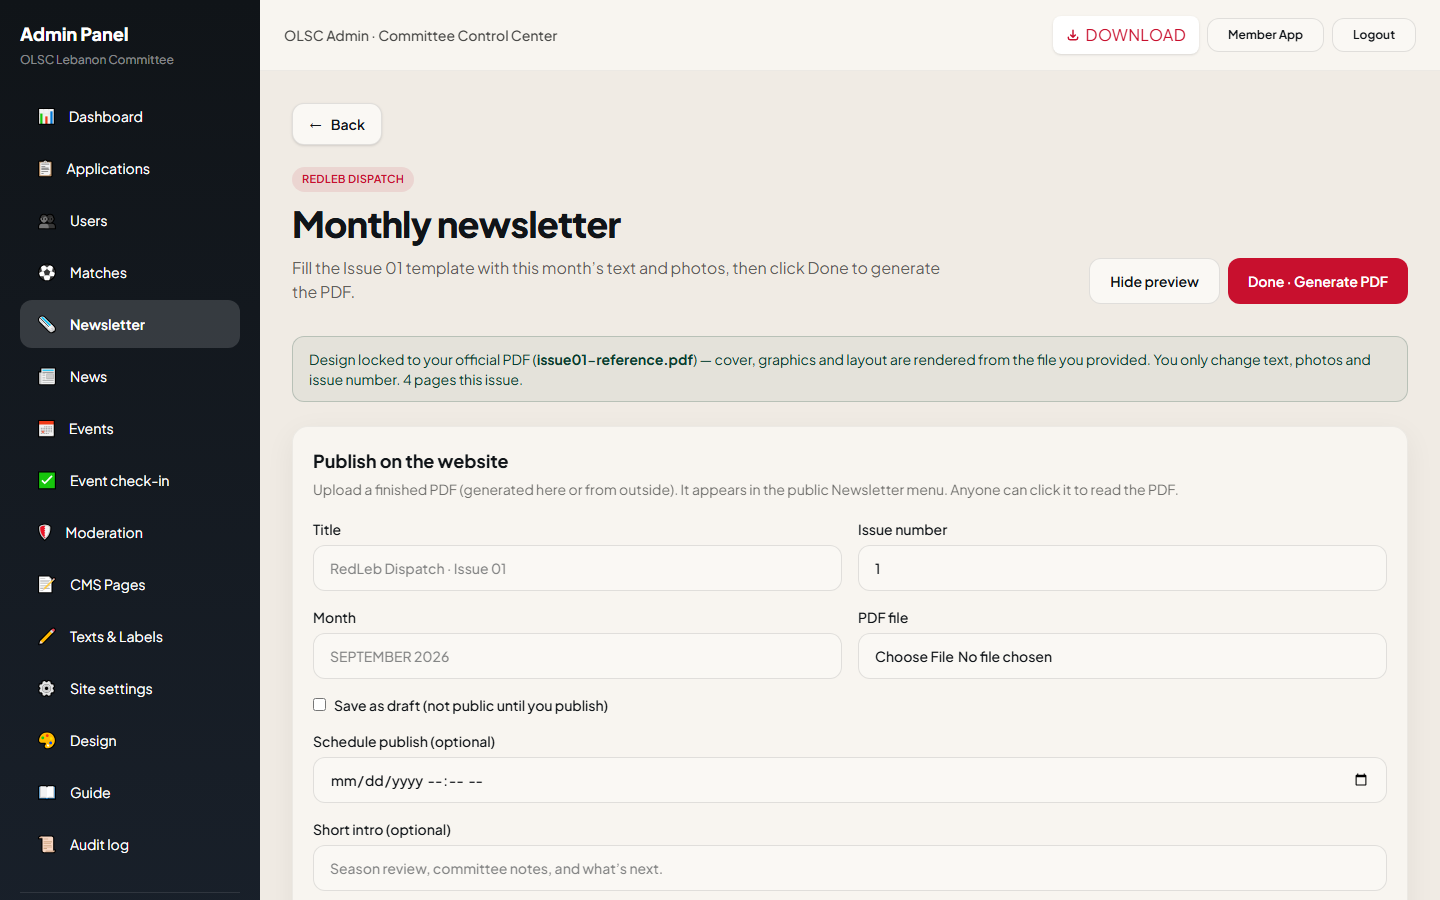 Admin Panel
OLSC Lebanon Committee
Dashboard
Applications
Users
Matches
Newsletter
News
Events
Event check-in
Moderation
CMS Pages
Texts & Labels
Site settings
Design
Guide
Audit log
OLSC Admin · Committee Control Center
DOWNLOAD
Member App
Logout
← Back
REDLEB DISPATCH
Monthly newsletter
Fill the Issue 01 template with this month's text and photos, then click Done to generate
the PDF.
Hide preview
Done · Generate PDF
Design locked to your official PDF (issue01-reference.pdf) — cover, graphics and layout are rendered from the file you provided. You only change text, photos and
issue number. 4 pages this issue.
Publish on the website
Upload a finished PDF (generated here or from outside). It appears in the public Newsletter menu. Anyone can click it to read the PDF.
Title
Issue number
RedLeb Dispatch · Issue 01
1
Month
PDF file
SEPTEMBER 2026
Choose File No file chosen
Save as draft (not public until you publish)
Schedule publish (optional)
mm/dd/yyyy --:-- --
Short intro (optional)
Season review, committee notes, and what's next.